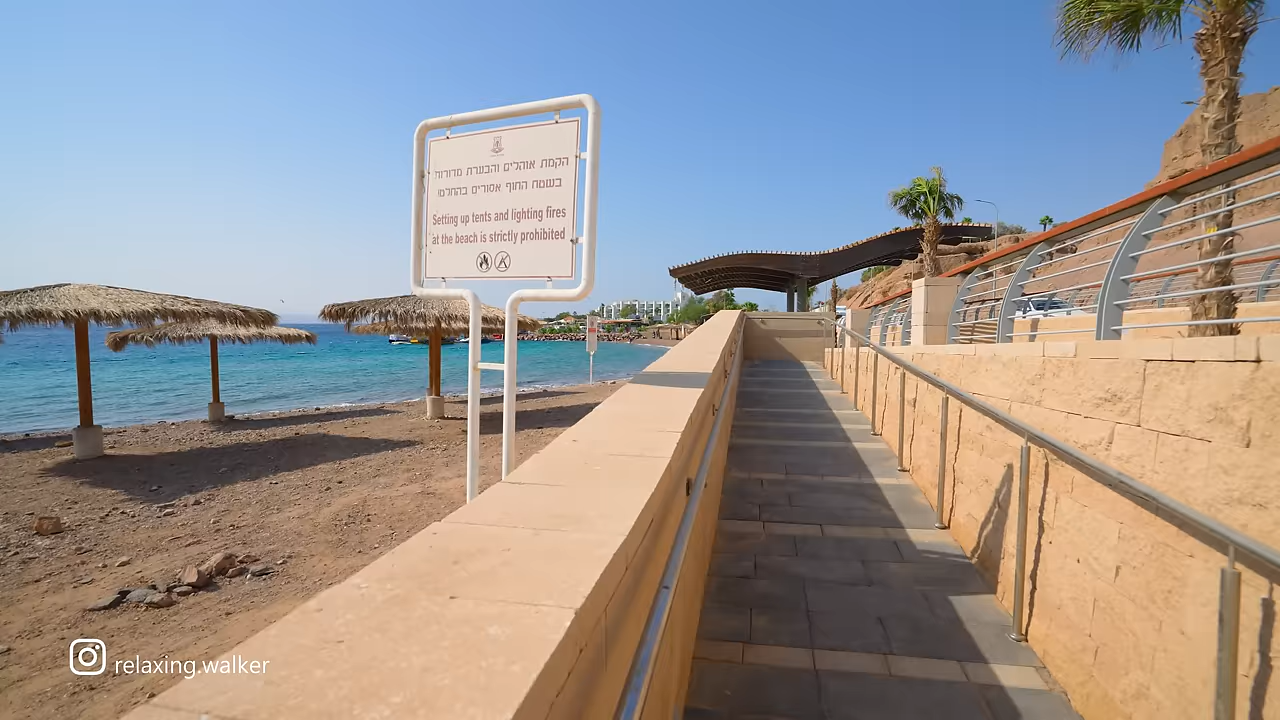 הקמת אוהלים והבערת מדורות
בשטח החוף אסורים בהחלט
Setting up tents and lighting fires
at the beach is strictly prohibited
relaxing.walker